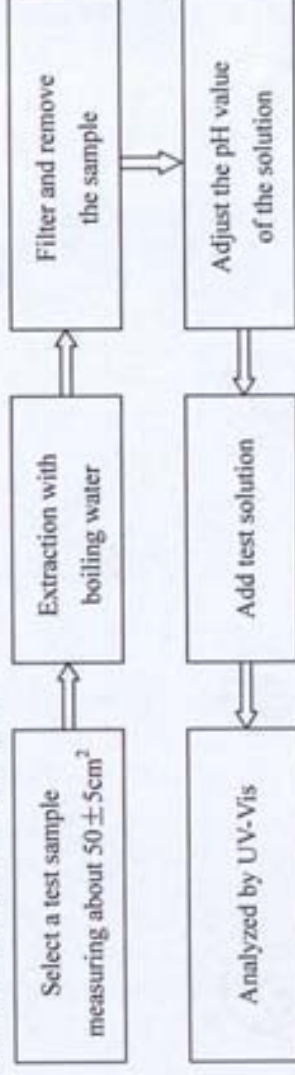 Select a test sample
measuring about 50±5cm²
Extraction with
boiling water
Filter and remove
the sample
Adjust the pH value
of the solution
Add test solution
Analyzed by UV-Vis